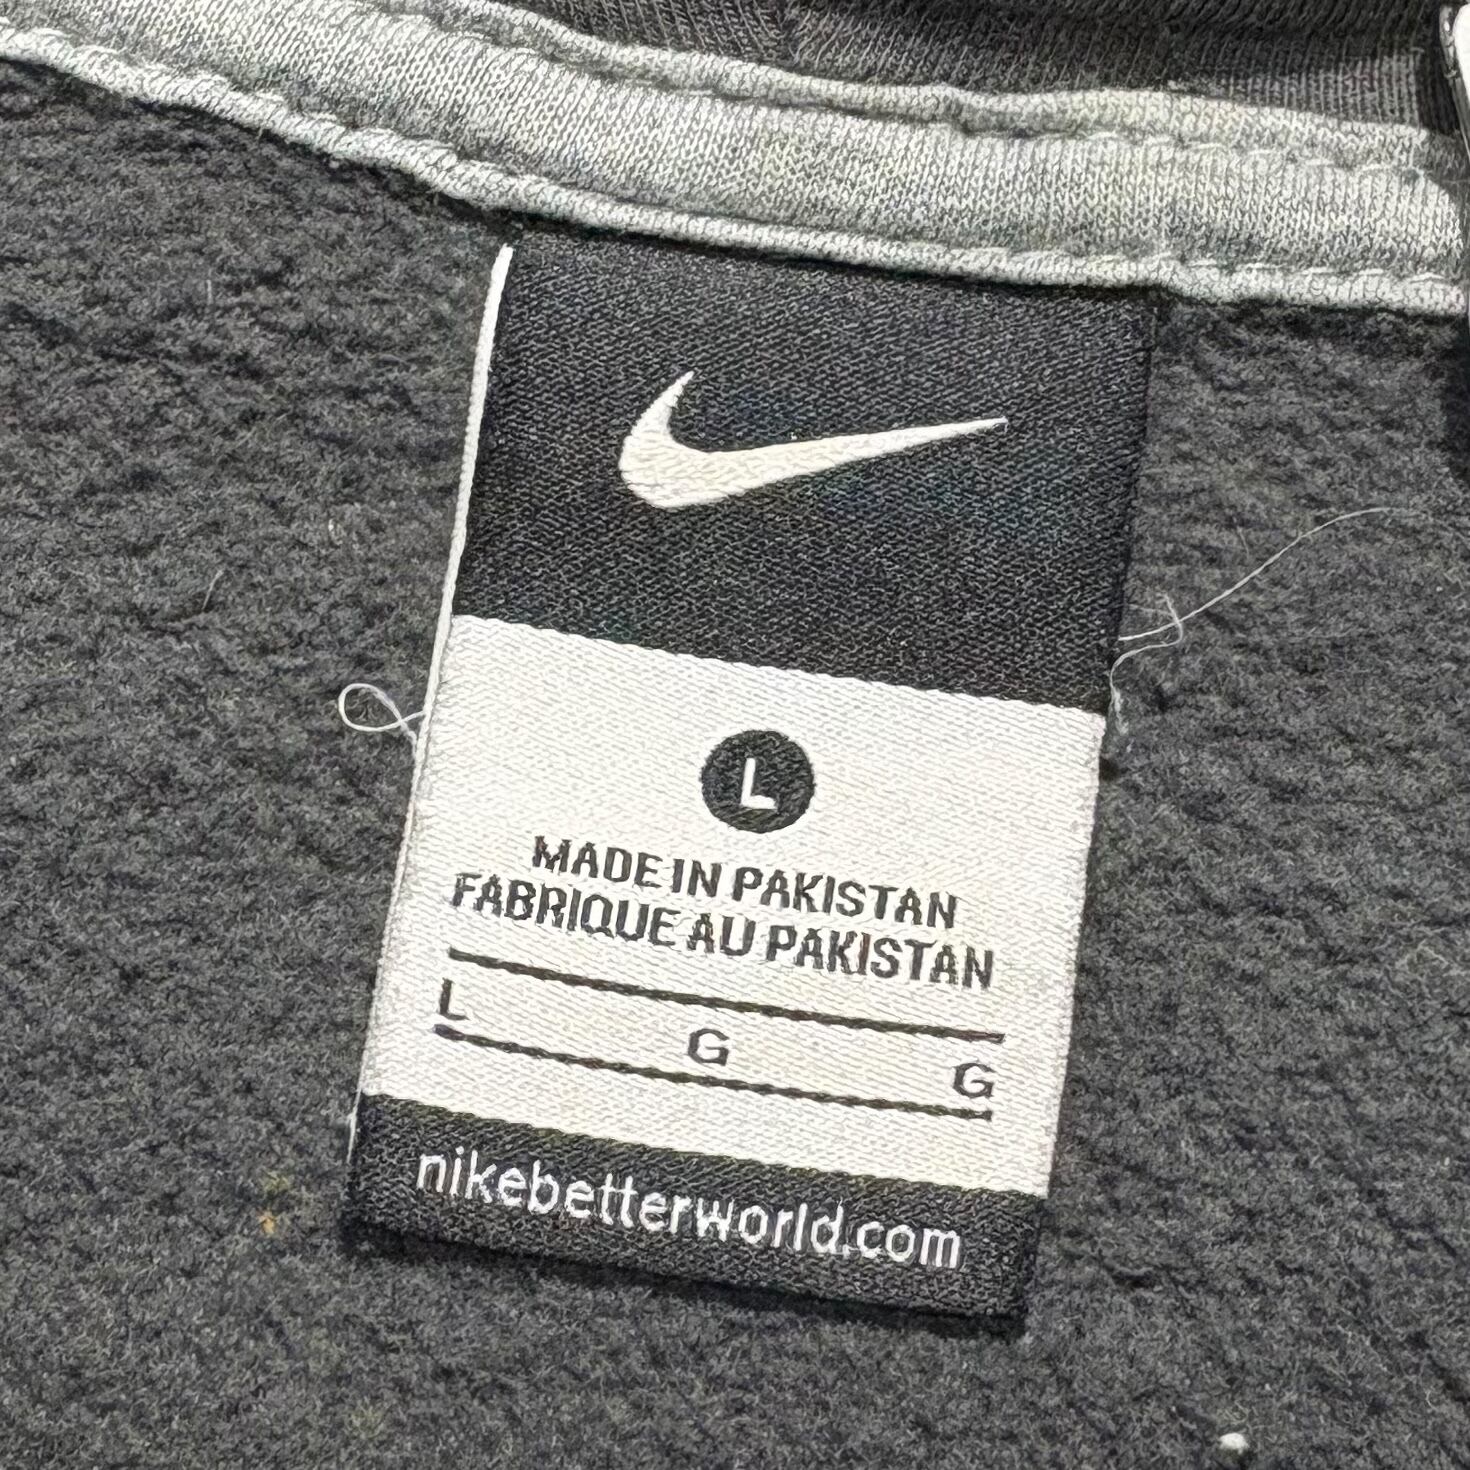 L
MADE IN PAKISTAN
FABRIQUE AU PAKISTAN
L G G
nikebetterworld.com